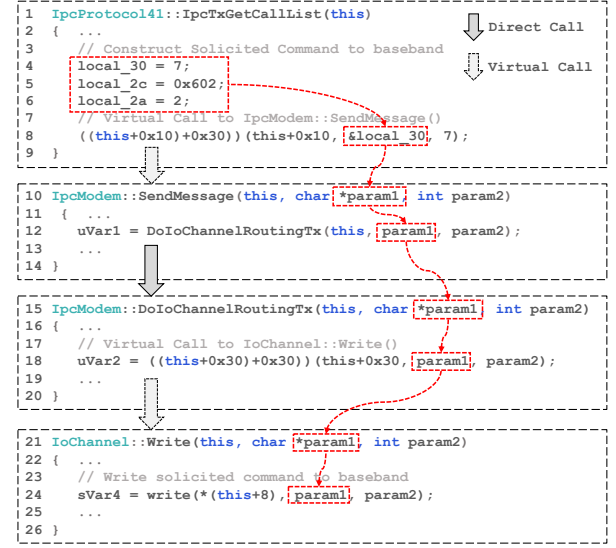 1 IpcProtocol41::IpcTxGetCallList(this)
2 { ...
3 // Construct Solicited Command to baseband
4 local_30 = 7;
5 local_2c = 0x602;
6 local_2a = 2;
7 // Virtual Call to IpcModem::SendMessage()
8 ((this+0x10)+0x30))(this+0x10, &local_30, 7);
9 }
Direct Call
Virtual Call
10 IpcModem::SendMessage(this, char *param1, int param2)
11 { ...
12 uVar1 = DoIoChannelRoutingTx(this, param1, param2);
13 ...
14 }
15 IpcModem::DoIoChannelRoutingTx(this, char *param1, int param2)
16 { ...
17 // Virtual Call to IoChannel::Write()
18 uVar2 = ((this+0x30)+0x30))(this+0x30, param1, param2);
19 ...
20 }
21 IoChannel::Write(this, char *param1, int param2)
22 { ...
23 // Write solicited command to baseband
24 sVar4 = write(*(this+8), param1, param2);
25 ...
26 }